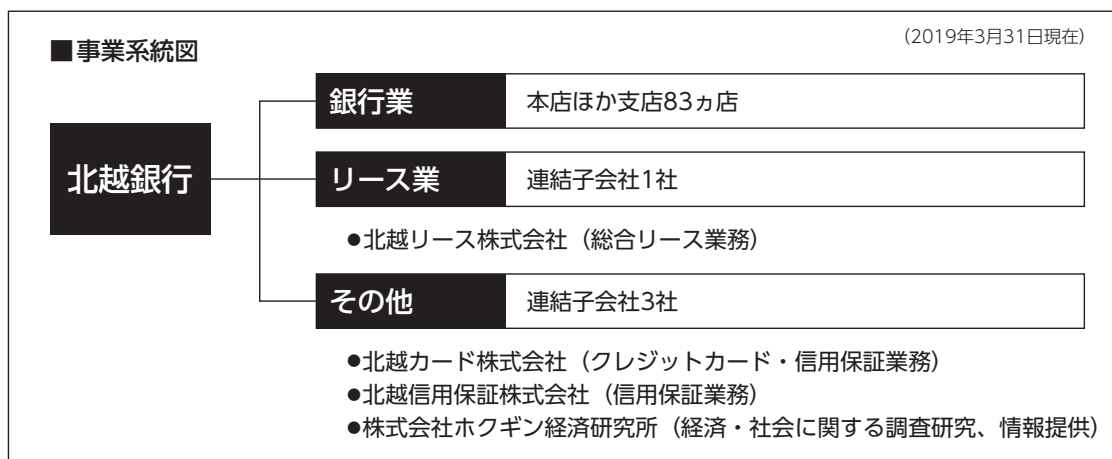 ■事業系統図
(2019年3月31日現在)
北越銀行
銀行業 本店ほか支店83ヵ店
リース業 連結子会社1社
●北越リース株式会社（総合リース業務）
その他 連結子会社3社
●北越カード株式会社（クレジットカード・信用保証業務）
●北越信用保証株式会社（信用保証業務）
●株式会社ホクギン経済研究所（経済・社会に関する調査研究、情報提供）